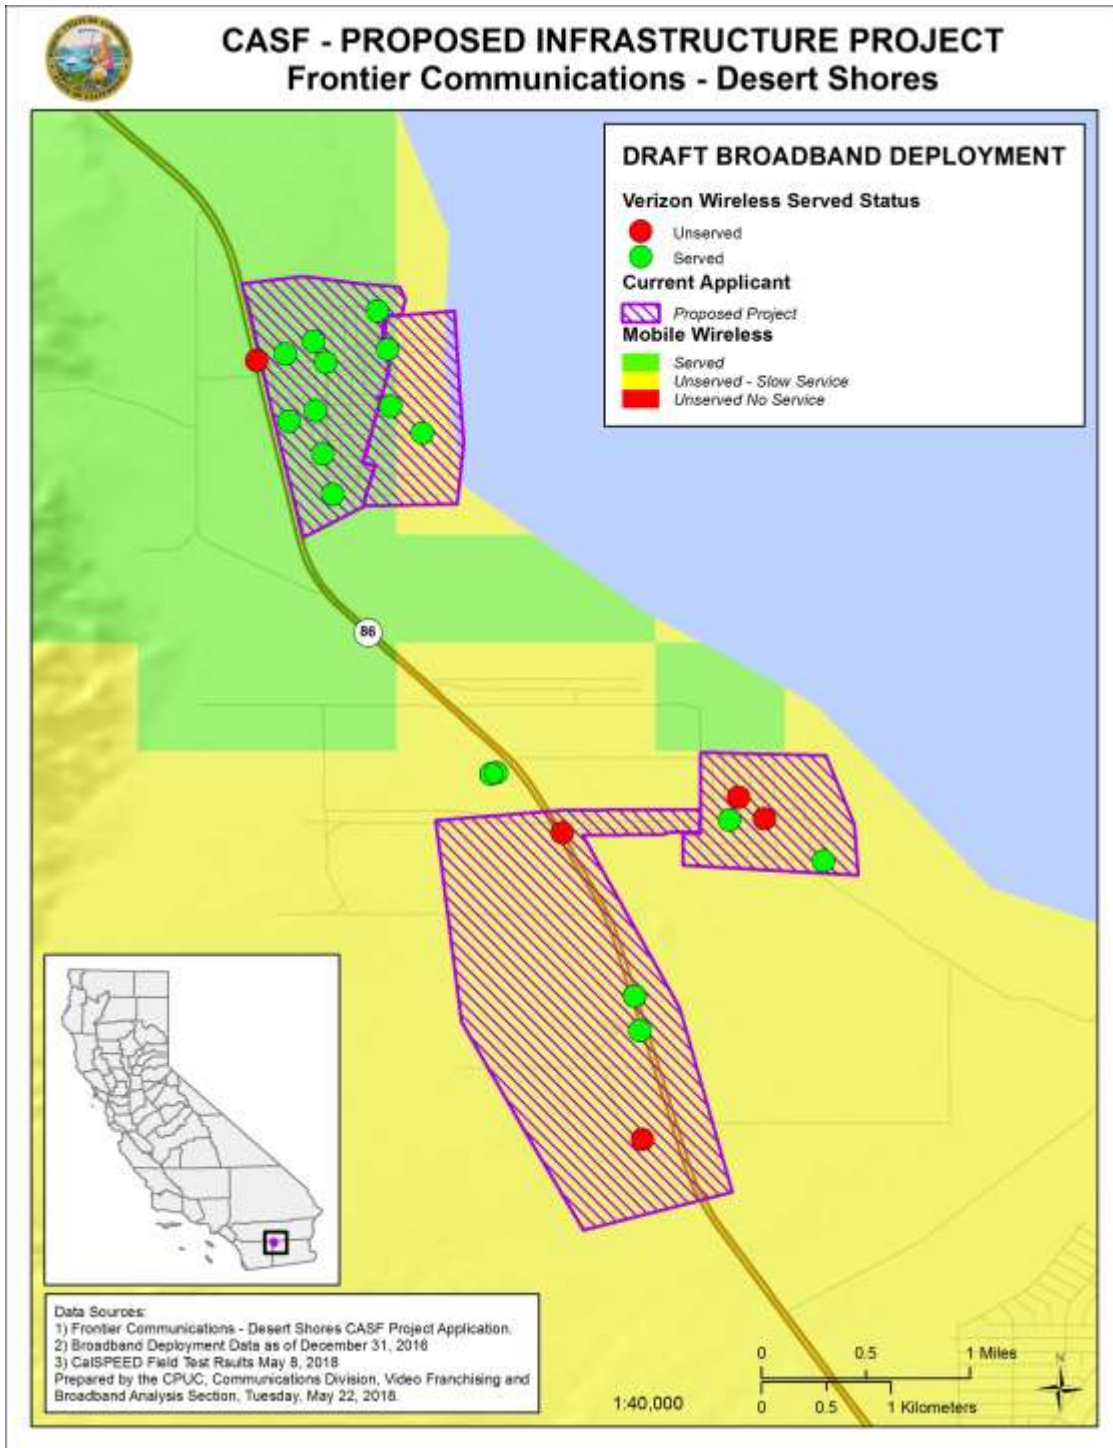 CASF - PROPOSED INFRASTRUCTURE PROJECT
Frontier Communications - Desert Shores
DRAFT BROADBAND DEPLOYMENT
Verizon Wireless Served Status
Unserved
Served
Current Applicant
Proposed Project
Mobile Wireless
Served
Unserved - Slow Service
Unserved No Service
86
Data Sources:
1) Frontier Communications - Desert Shores CASF Project Application.
2) Broadband Deployment Data as of December 31, 2016
3) CalSPEED Field Test Rsults May 8, 2018
Prepared by the CPUC, Communications Division, Video Franchising and
Broadband Analysis Section, Tuesday, May 22, 2018.
1:40,000
0 0.5 1 Miles
0 0.5 1 Kilometers
N